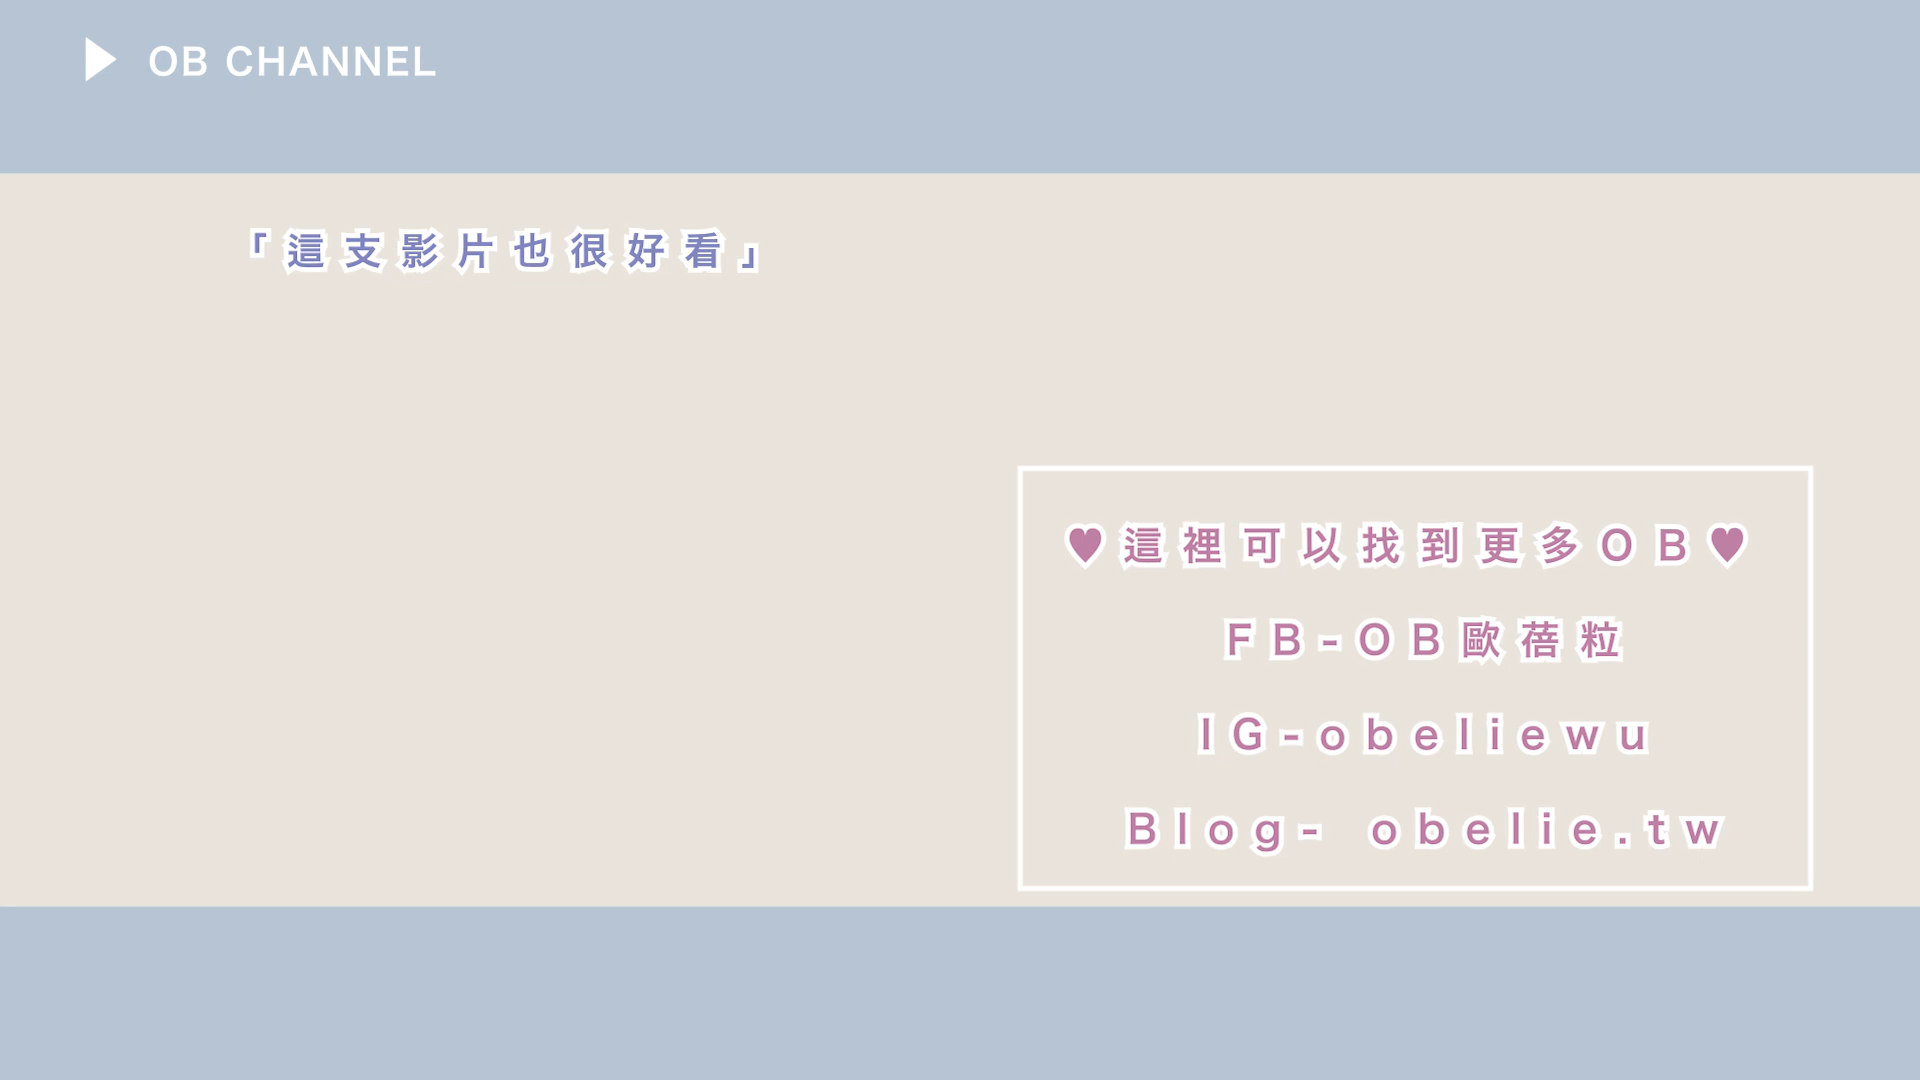 OB CHANNEL
「這支影片也很好看」
♥這裡可以找到更多OB♥
FB-OB歐蓓粒
IG-obeliewu
Blog- obelie.tw